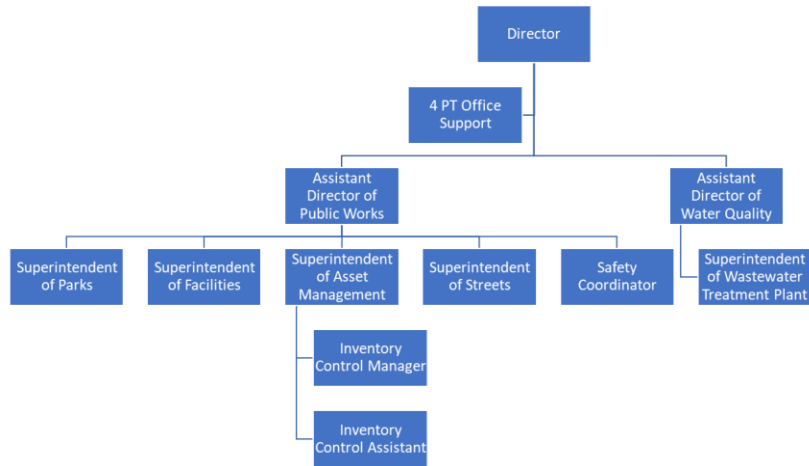 Director
4 PT Office
Support
Assistant
Director of
Public Works
Assistant
Director of
Water Quality
Superintendent
of Parks
Superintendent
of Facilities
Superintendent
of Asset
Management
Superintendent
of Streets
Safety
Coordinator
Superintendent
of Wastewater
Treatment Plant
Inventory
Control Manager
Inventory
Control Assistant